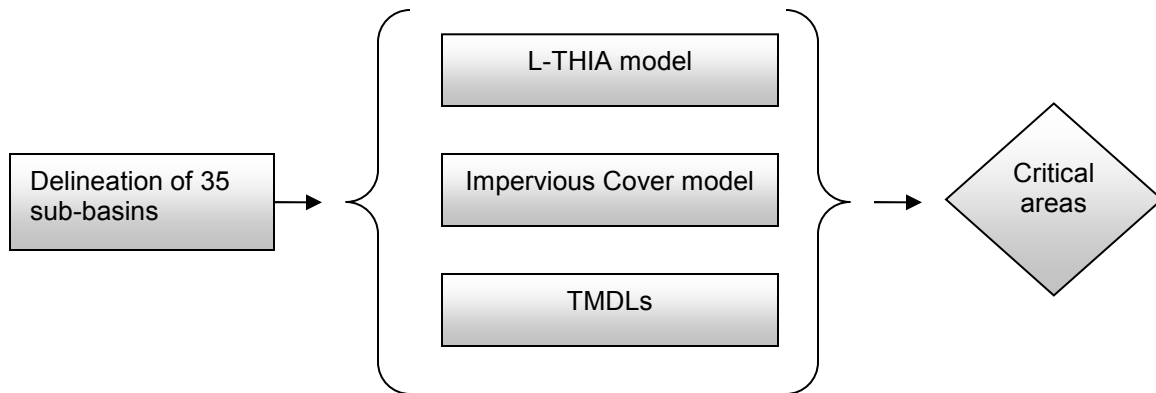 Delineation of 35
sub-basins
L-THIA model
Impervious Cover model
TMDLs
Critical
areas